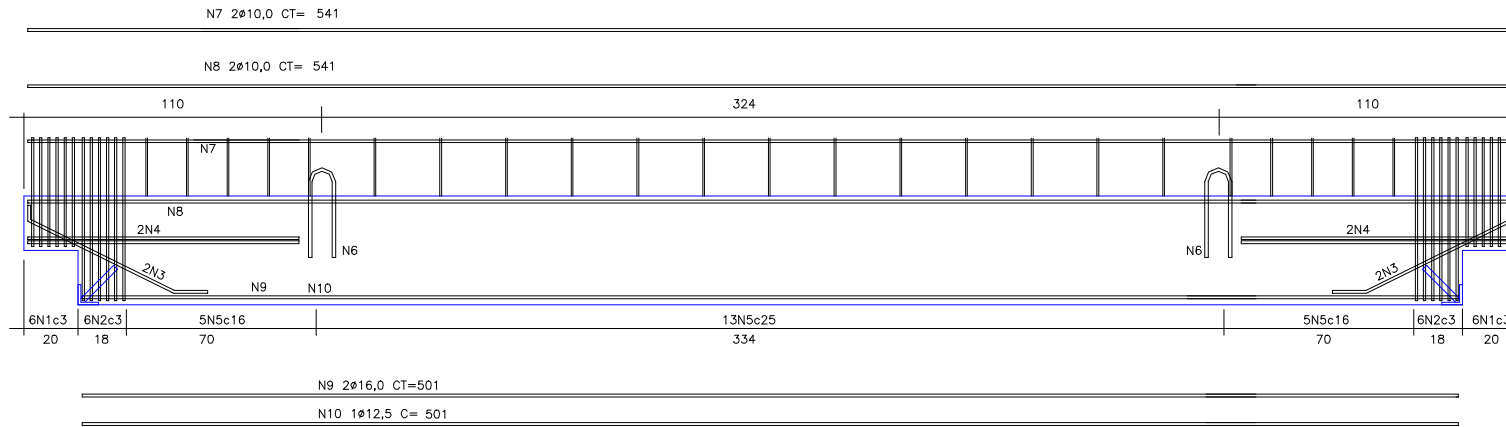 N7 2ø10,0 CT= 541
N8 2ø10,0 CT= 541
110 324 110
N7
N8
2N4 2N4
N6 N6
2N3 2N3
N9 N10
6N1c3 6N2c3 5N5c16 13N5c25 5N5c16 6N2c3 6N1c3
20 18 70 334 70 18 20
N9 2ø16,0 CT=501
N10 1ø12,5 C= 501